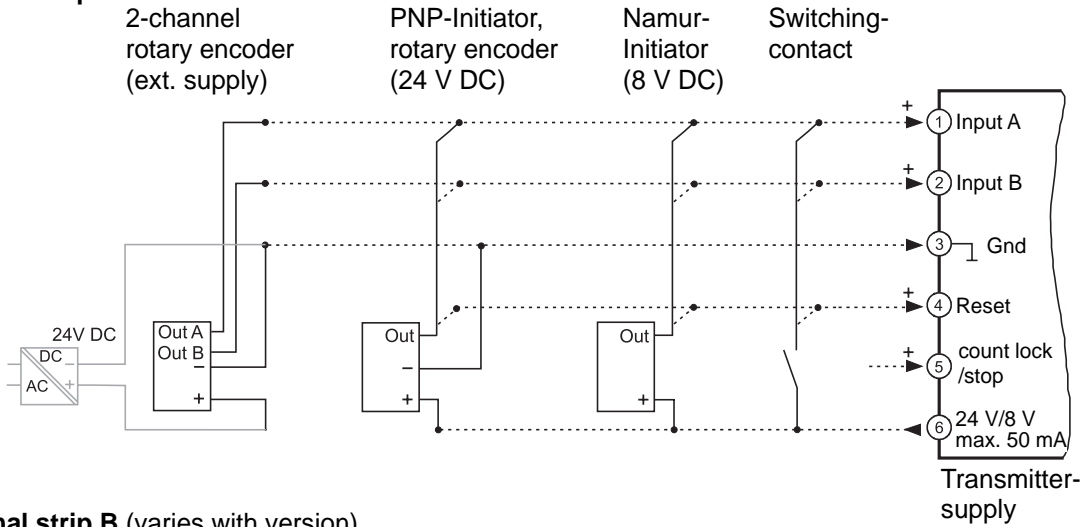 2-channel
rotary encoder
(ext. supply)
PNP-Initiator,
rotary encoder
(24 V DC)
Namur-
Initiator
(8 V DC)
Switching-
contact
+
1 Input A
+
2 Input B
3 Gnd
+
4 Reset
+
5 count lock
/stop
6 24 V/8 V
max. 50 mA
Transmitter-
supply
24V DC
DC −
AC +
Out A
Out B
−
+
Out
−
+
Out
+
strip B (varies with version)